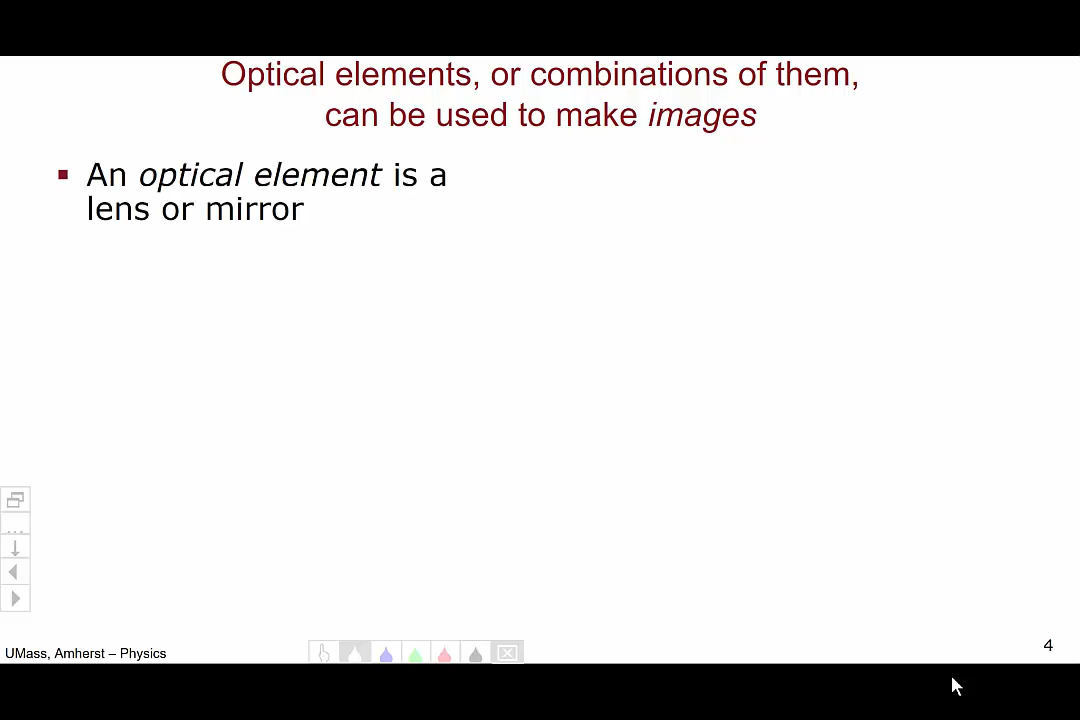 Optical elements, or combinations of them,
can be used to make images
▪ An optical element is a
lens or mirror
UMass, Amherst – Physics
4